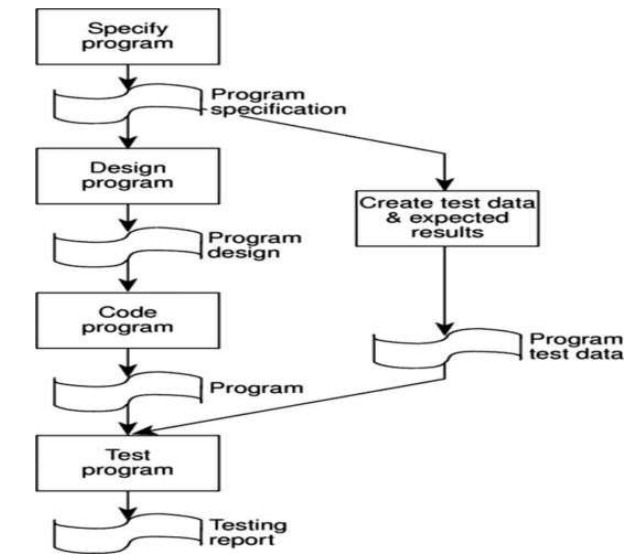 Specify
program
Program
specification
Design
program
Create test data
& expected
results
Program
design
Code
program
Program
test data
Program
Test
program
Testing
report